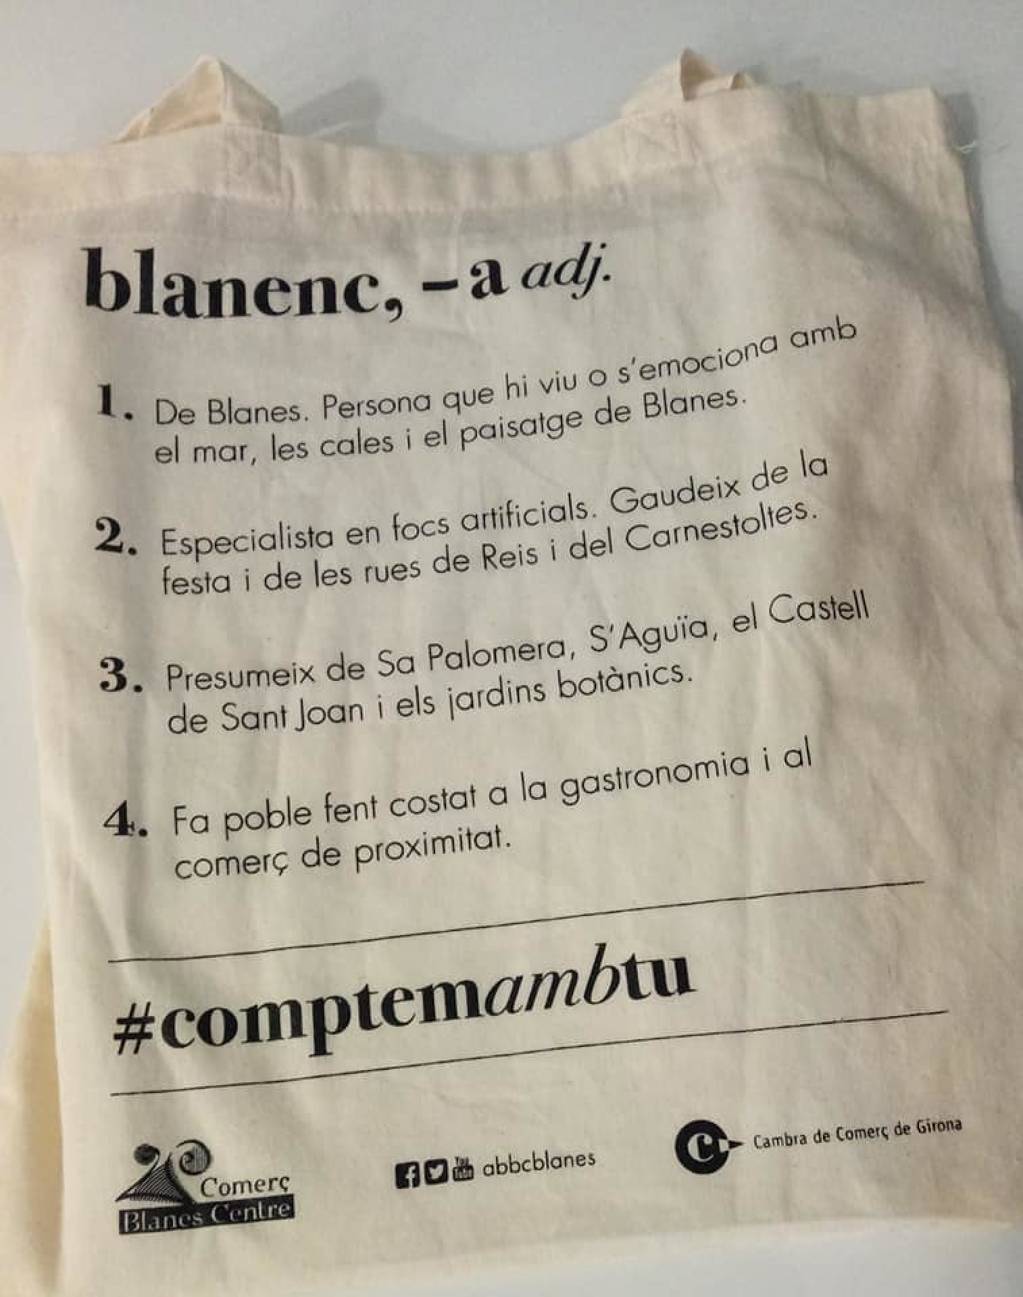 blanenc, -a adj.
1. De Blanes. Persona que hi viu o s'emociona amb
el mar, les cales i el paisatge de Blanes.
2. Especialista en focs artificials. Gaudeix de la
festa i de les rues de Reis i del Carnestoltes.
3. Presumeix de Sa Palomera, S'Aguïa, el Castell
de Sant Joan i els jardins botànics.
4. Fa poble fent costat a la gastronomia i al
comerç de proximitat.
#comptemambtu
Comerç
Blanes Centre
You Tube abbcblanes
C Cambra de Comerç de Girona